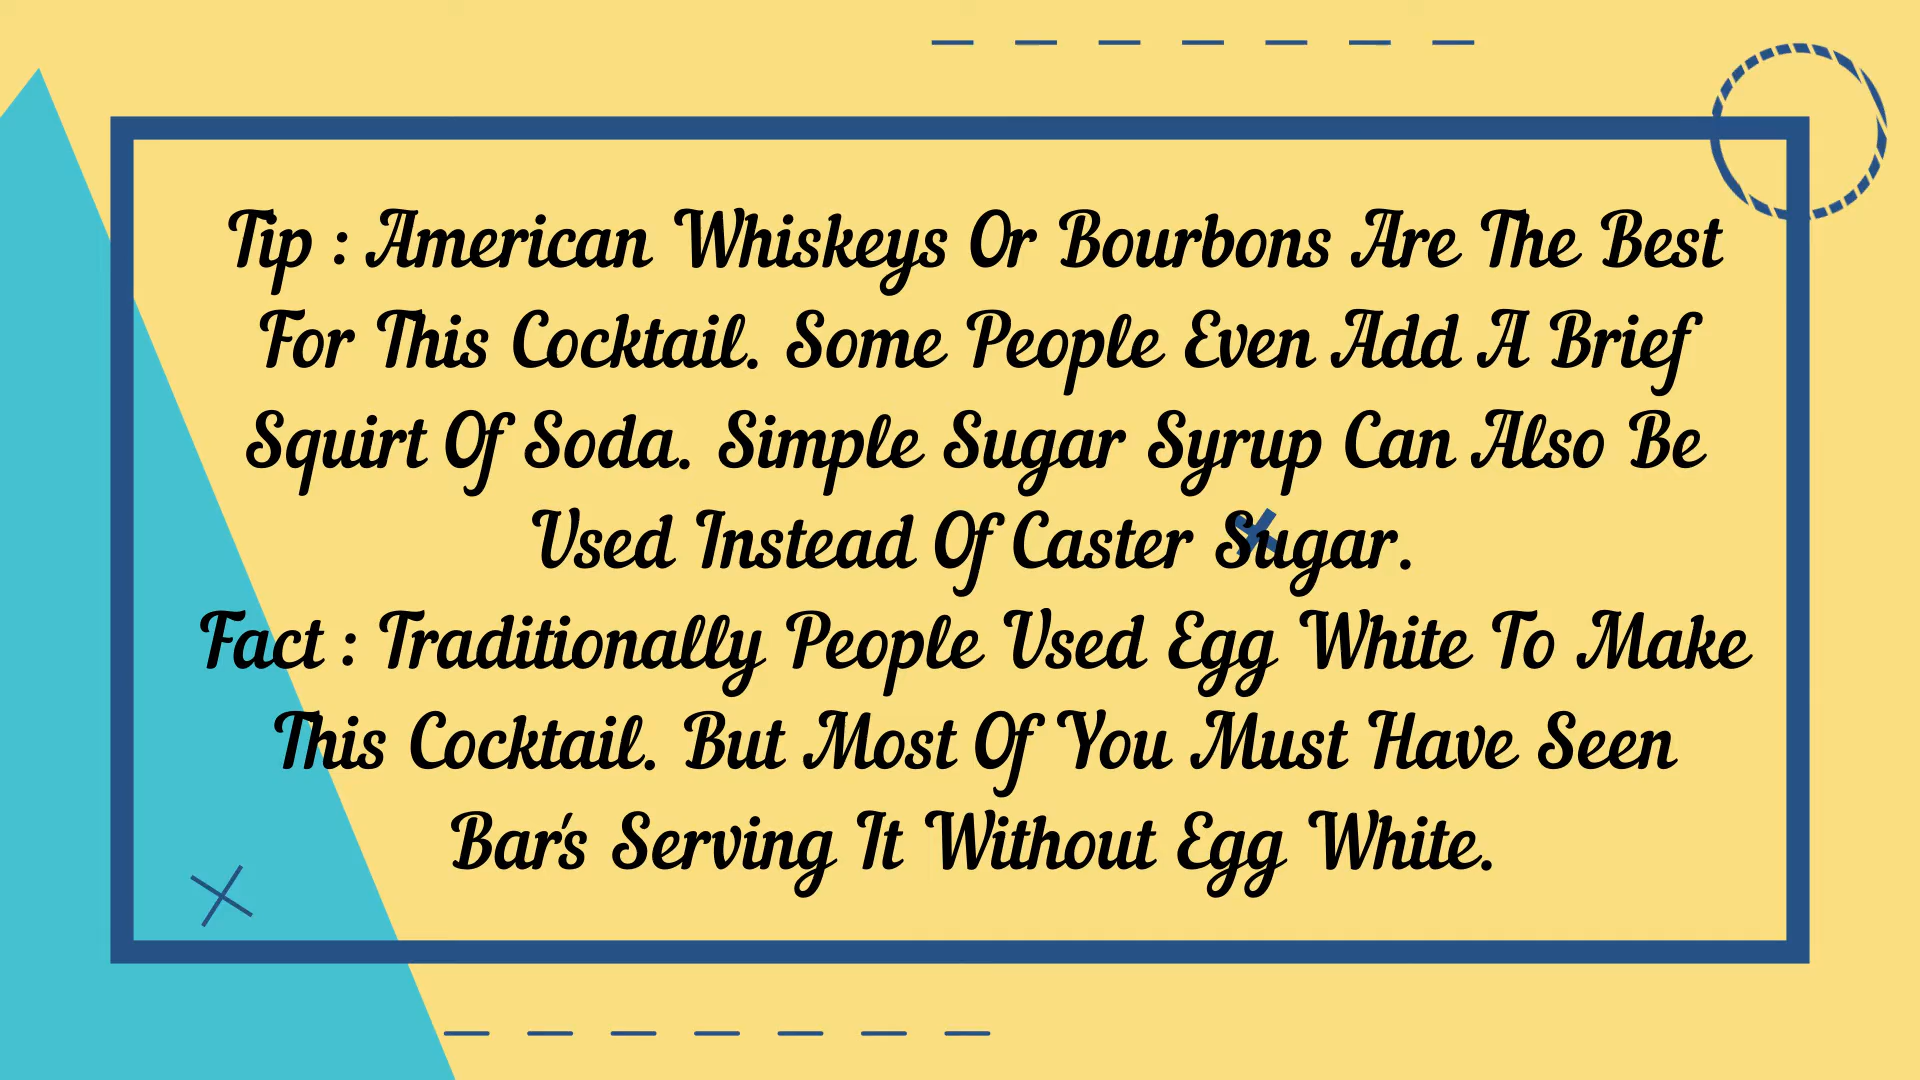 Tip : American Whiskeys Or Bourbons Are The Best
For This Cocktail. Some People Even Add A Brief
Squirt Of Soda. Simple Sugar Syrup Can Also Be
Used Instead Of Caster Sugar.
Fact : Traditionally People Used Egg White To Make
This Cocktail. But Most Of You Must Have Seen
Bar's Serving It Without Egg White.